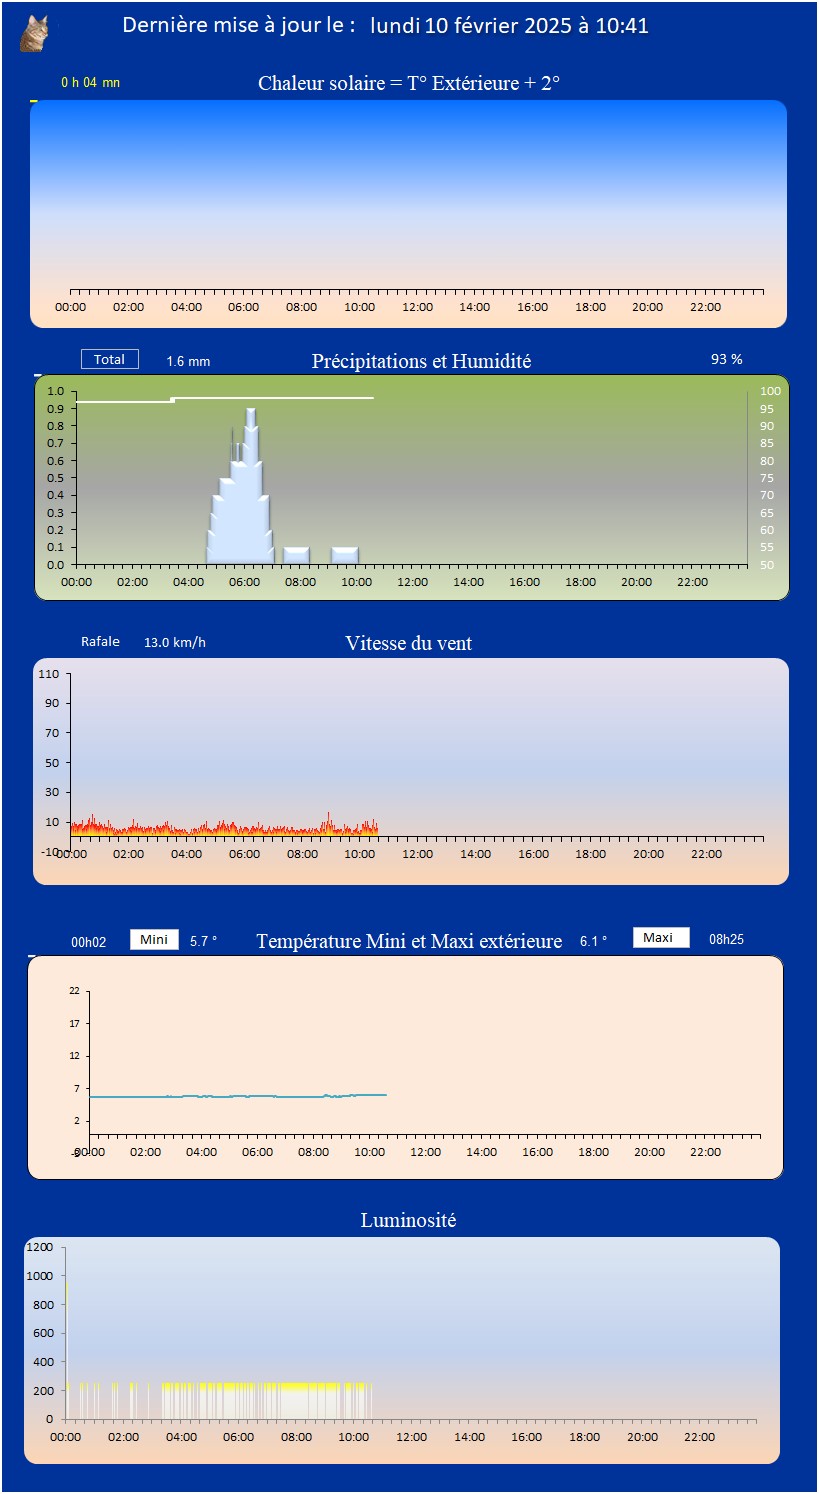 Dernière mise à jour le : lundi 10 février 2025 à 10:41
0 h 04 mn Chaleur solaire = T° Extérieure + 2°
00:00 02:00 04:00 06:00 08:00 10:00 12:00 14:00 16:00 18:00 20:00 22:00
Total 1.6 mm Précipitations et Humidité 93 %
1.0 100
0.9 95
0.8 90
0.7 85
0.6 80
0.5 75
0.4 70
0.3 65
0.2 60
0.1 55
0.0 50
00:00 02:00 04:00 06:00 08:00 10:00 12:00 14:00 16:00 18:00 20:00 22:00
Rafale 13.0 km/h Vitesse du vent
110
90
70
50
30
10
-10 00:00 02:00 04:00 06:00 08:00 10:00 12:00 14:00 16:00 18:00 20:00 22:00
00h02 Mini 5.7 ° Température Mini et Maxi extérieure 6.1 ° Maxi 08h25
22
17
12
7
2
00:00 02:00 04:00 06:00 08:00 10:00 12:00 14:00 16:00 18:00 20:00 22:00
Luminosité
1200
1000
800
600
400
200
0
00:00 02:00 04:00 06:00 08:00 10:00 12:00 14:00 16:00 18:00 20:00 22:00